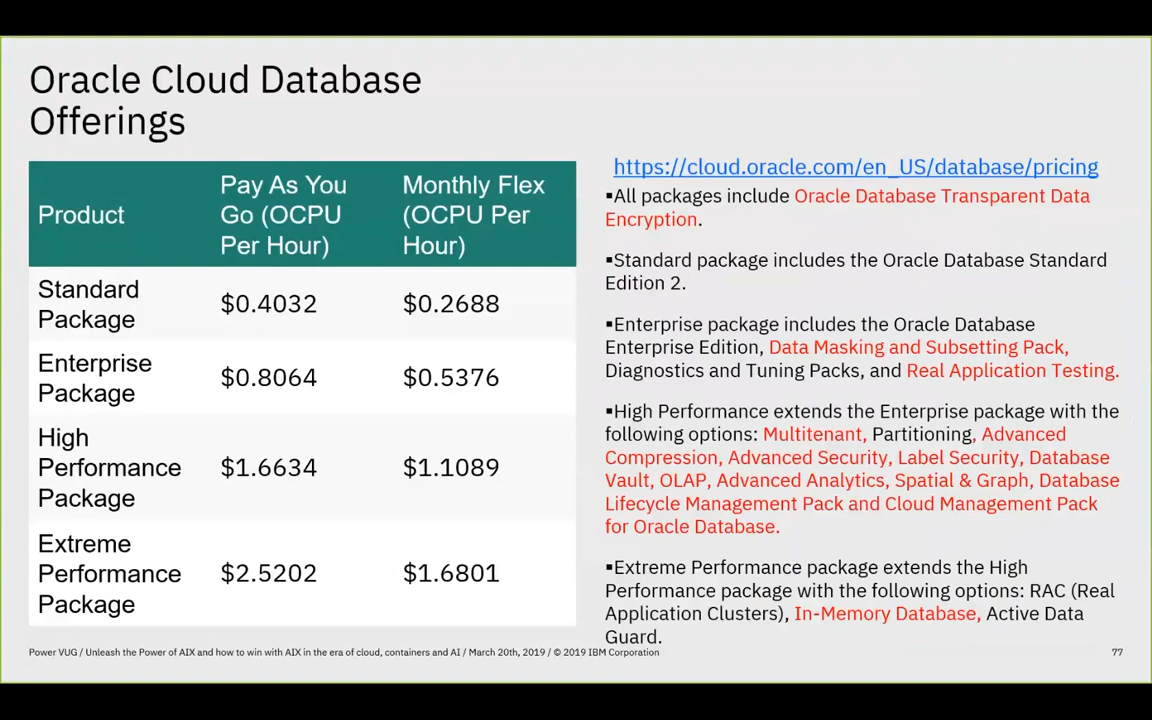 Oracle Cloud Database
Offerings
Product
Pay As You
Go (OCPU
Per Hour)
Monthly Flex
(OCPU Per
Hour)
Standard
Package
$0.4032
$0.2688
Enterprise
Package
$0.8064
$0.5376
High
Performance
Package
$1.6634
$1.1089
Extreme
Performance
Package
$2.5202
$1.6801
https://cloud.oracle.com/en_US/database/pricing
▪All packages include Oracle Database Transparent Data
Encryption.
▪Standard package includes the Oracle Database Standard
Edition 2.
▪Enterprise package includes the Oracle Database
Enterprise Edition, Data Masking and Subsetting Pack,
Diagnostics and Tuning Packs, and Real Application Testing.
▪High Performance extends the Enterprise package with the
following options: Multitenant, Partitioning, Advanced
Compression, Advanced Security, Label Security, Database
Vault, OLAP, Advanced Analytics, Spatial & Graph, Database
Lifecycle Management Pack and Cloud Management Pack
for Oracle Database.
▪Extreme Performance package extends the High
Performance package with the following options: RAC (Real
Application Clusters), In-Memory Database, Active Data
Guard.
Power VUG / Unleash the Power of AIX and how to win with AIX in the era of cloud, containers and AI / March 20th, 2019 / © 2019 IBM Corporation
77